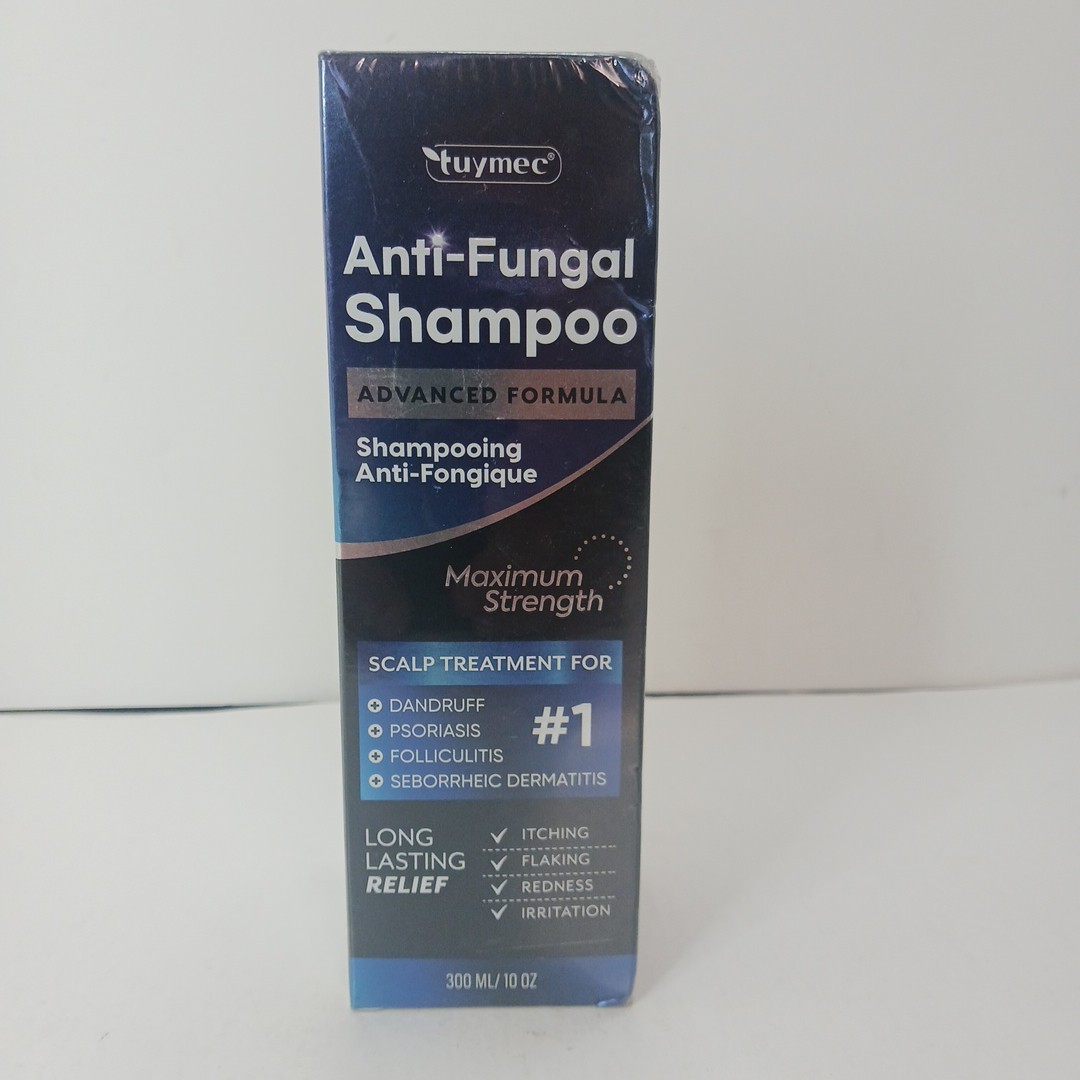 tuymec®
Anti-Fungal
Shampoo
ADVANCED FORMULA
Shampooing
Anti-Fongique
Maximum
Strength
SCALP TREATMENT FOR
DANDRUFF
PSORIASIS
FOLLICULITIS
SEBORRHEIC DERMATITIS
#1
LONG
LASTING
RELIEF
ITCHING
FLAKING
REDNESS
IRRITATION
300 ML/ 10 OZ